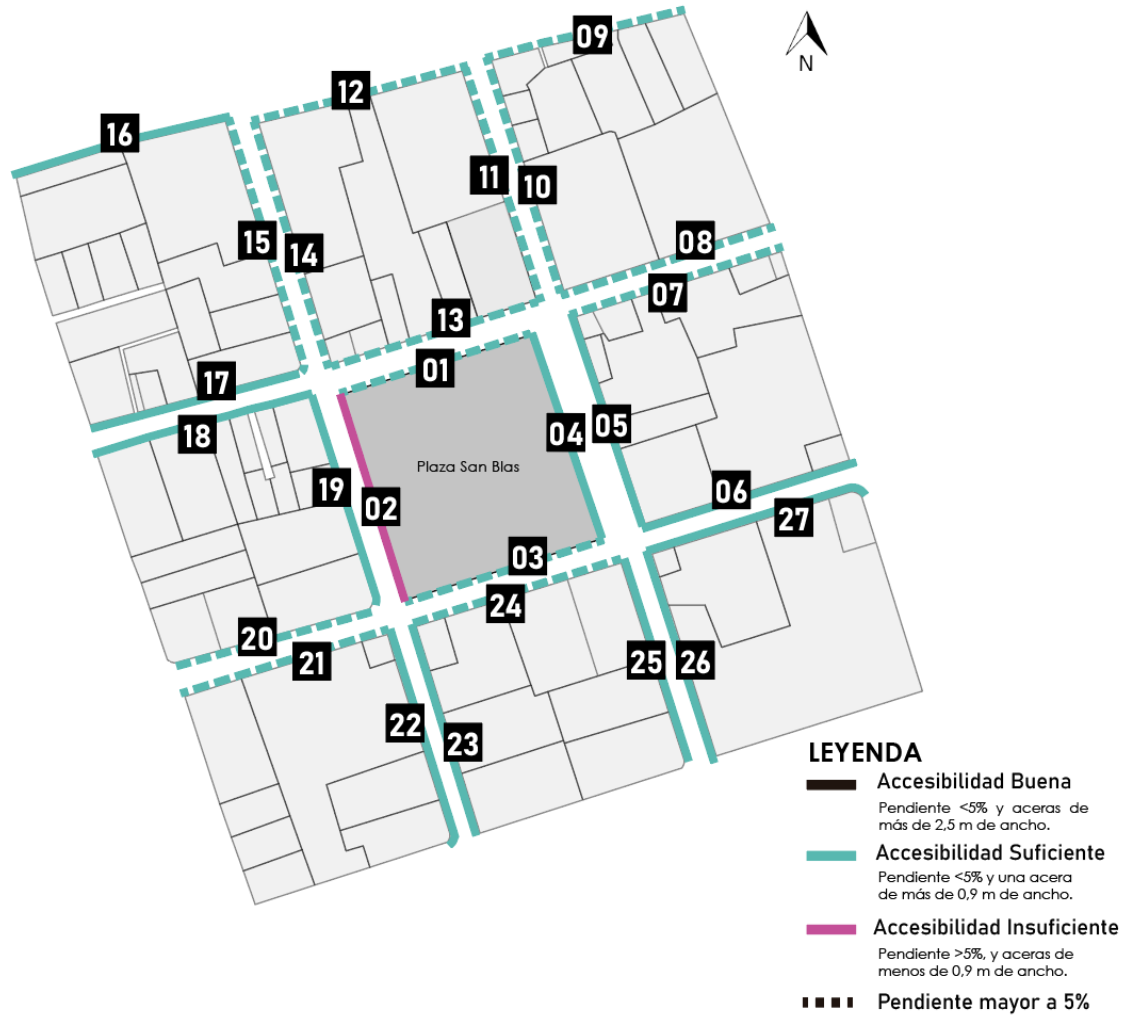 09
12
N
16
11
10
15
14
08
07
13
01
17
18
04
05
Plaza San Blas
19
02
06
27
03
24
20
21
25
26
22
23
LEYENDA
Accesibilidad Buena
Pendiente <5% y aceras de
más de 2,5 m de ancho.
Accesibilidad Suficiente
Pendiente <5% y una acera
de más de 0,9 m de ancho.
Accesibilidad Insuficiente
Pendiente >5%, y aceras de
menos de 0,9 m de ancho.
Pendiente mayor a 5%